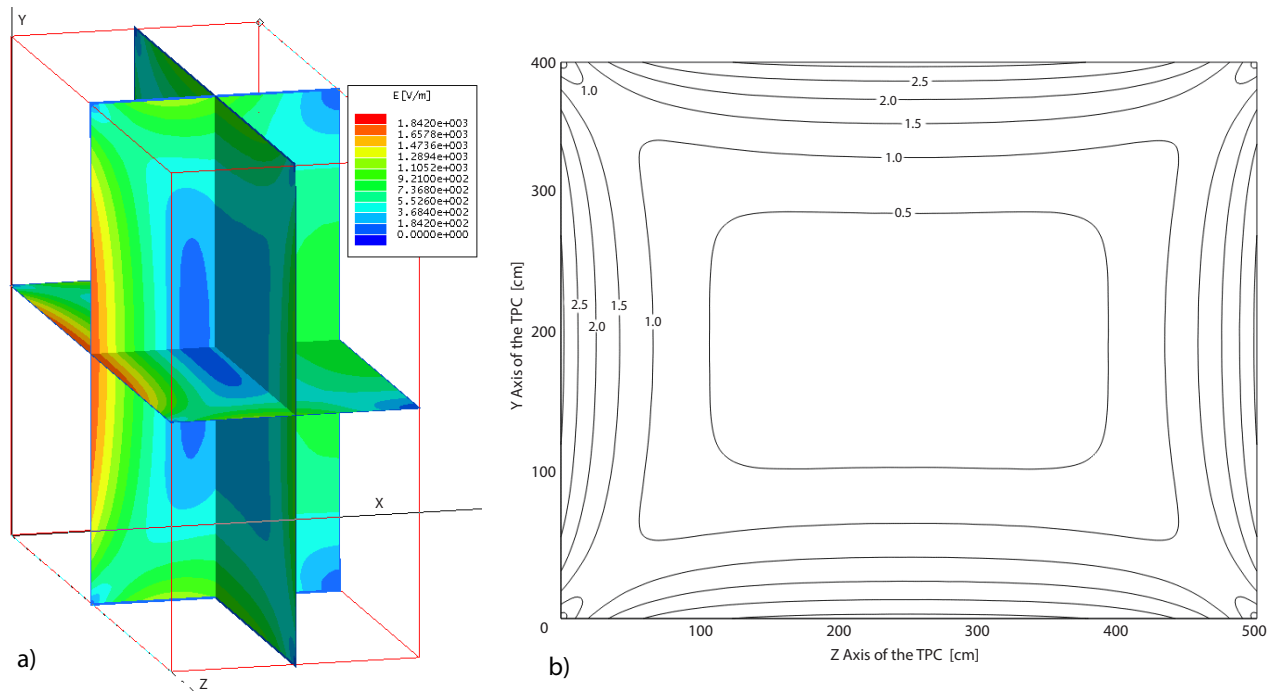 Y
E[V/m]
1.8420e+003
1.6578e+003
1.4736e+003
1.2894e+003
1.1052e+003
9.2100e+002
7.3680e+002
5.5260e+002
3.6840e+002
1.8420e+002
0.0000e+000
X
Z
a)
400
300
200
100
0
Y Axis of the TPC [cm]
1.0
2.5
2.0
1.5
1.0
0.5
2.5
2.0
1.5
1.0
100
200
300
400
500
Z Axis of the TPC [cm]
b)